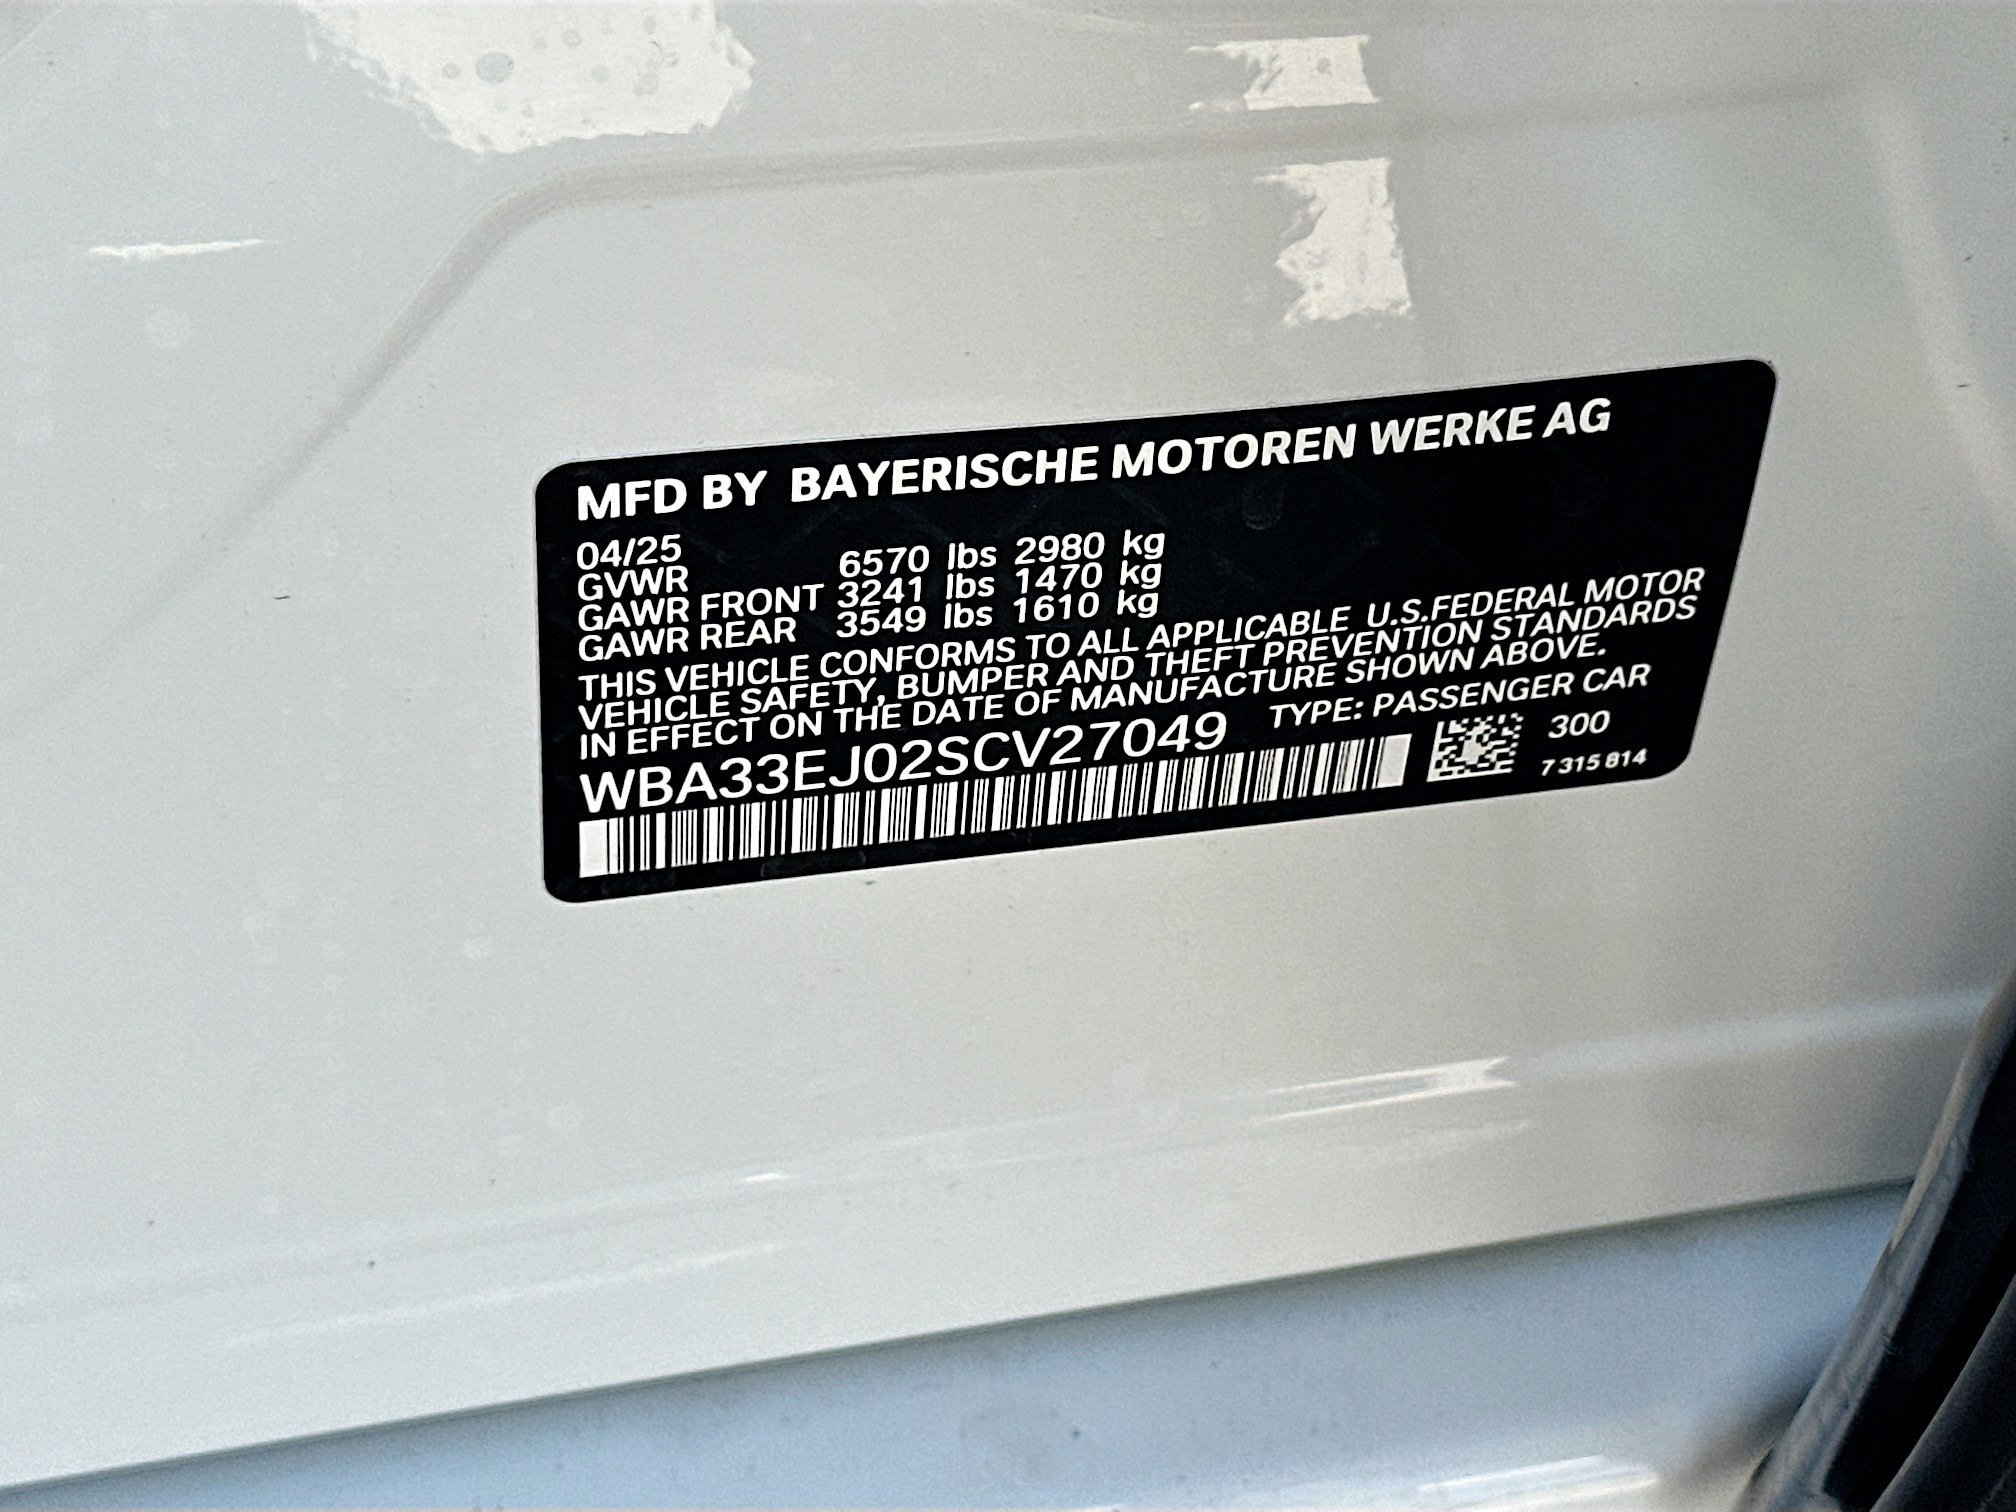 MFD BY BAYERISCHE MOTOREN WERKE AG
04/25
GVWR 6570 lbs 2980 kg
GAWR FRONT 3241 lbs 1470 kg
GAWR REAR 3549 lbs 1610 kg
THIS VEHICLE CONFORMS TO ALL APPLICABLE U.S.FEDERAL MOTOR
VEHICLE SAFETY, BUMPER AND THEFT PREVENTION STANDARDS
IN EFFECT ON THE DATE OF MANUFACTURE SHOWN ABOVE.
WBA33EJ02SCV27049 TYPE: PASSENGER CAR
300
7 315 814